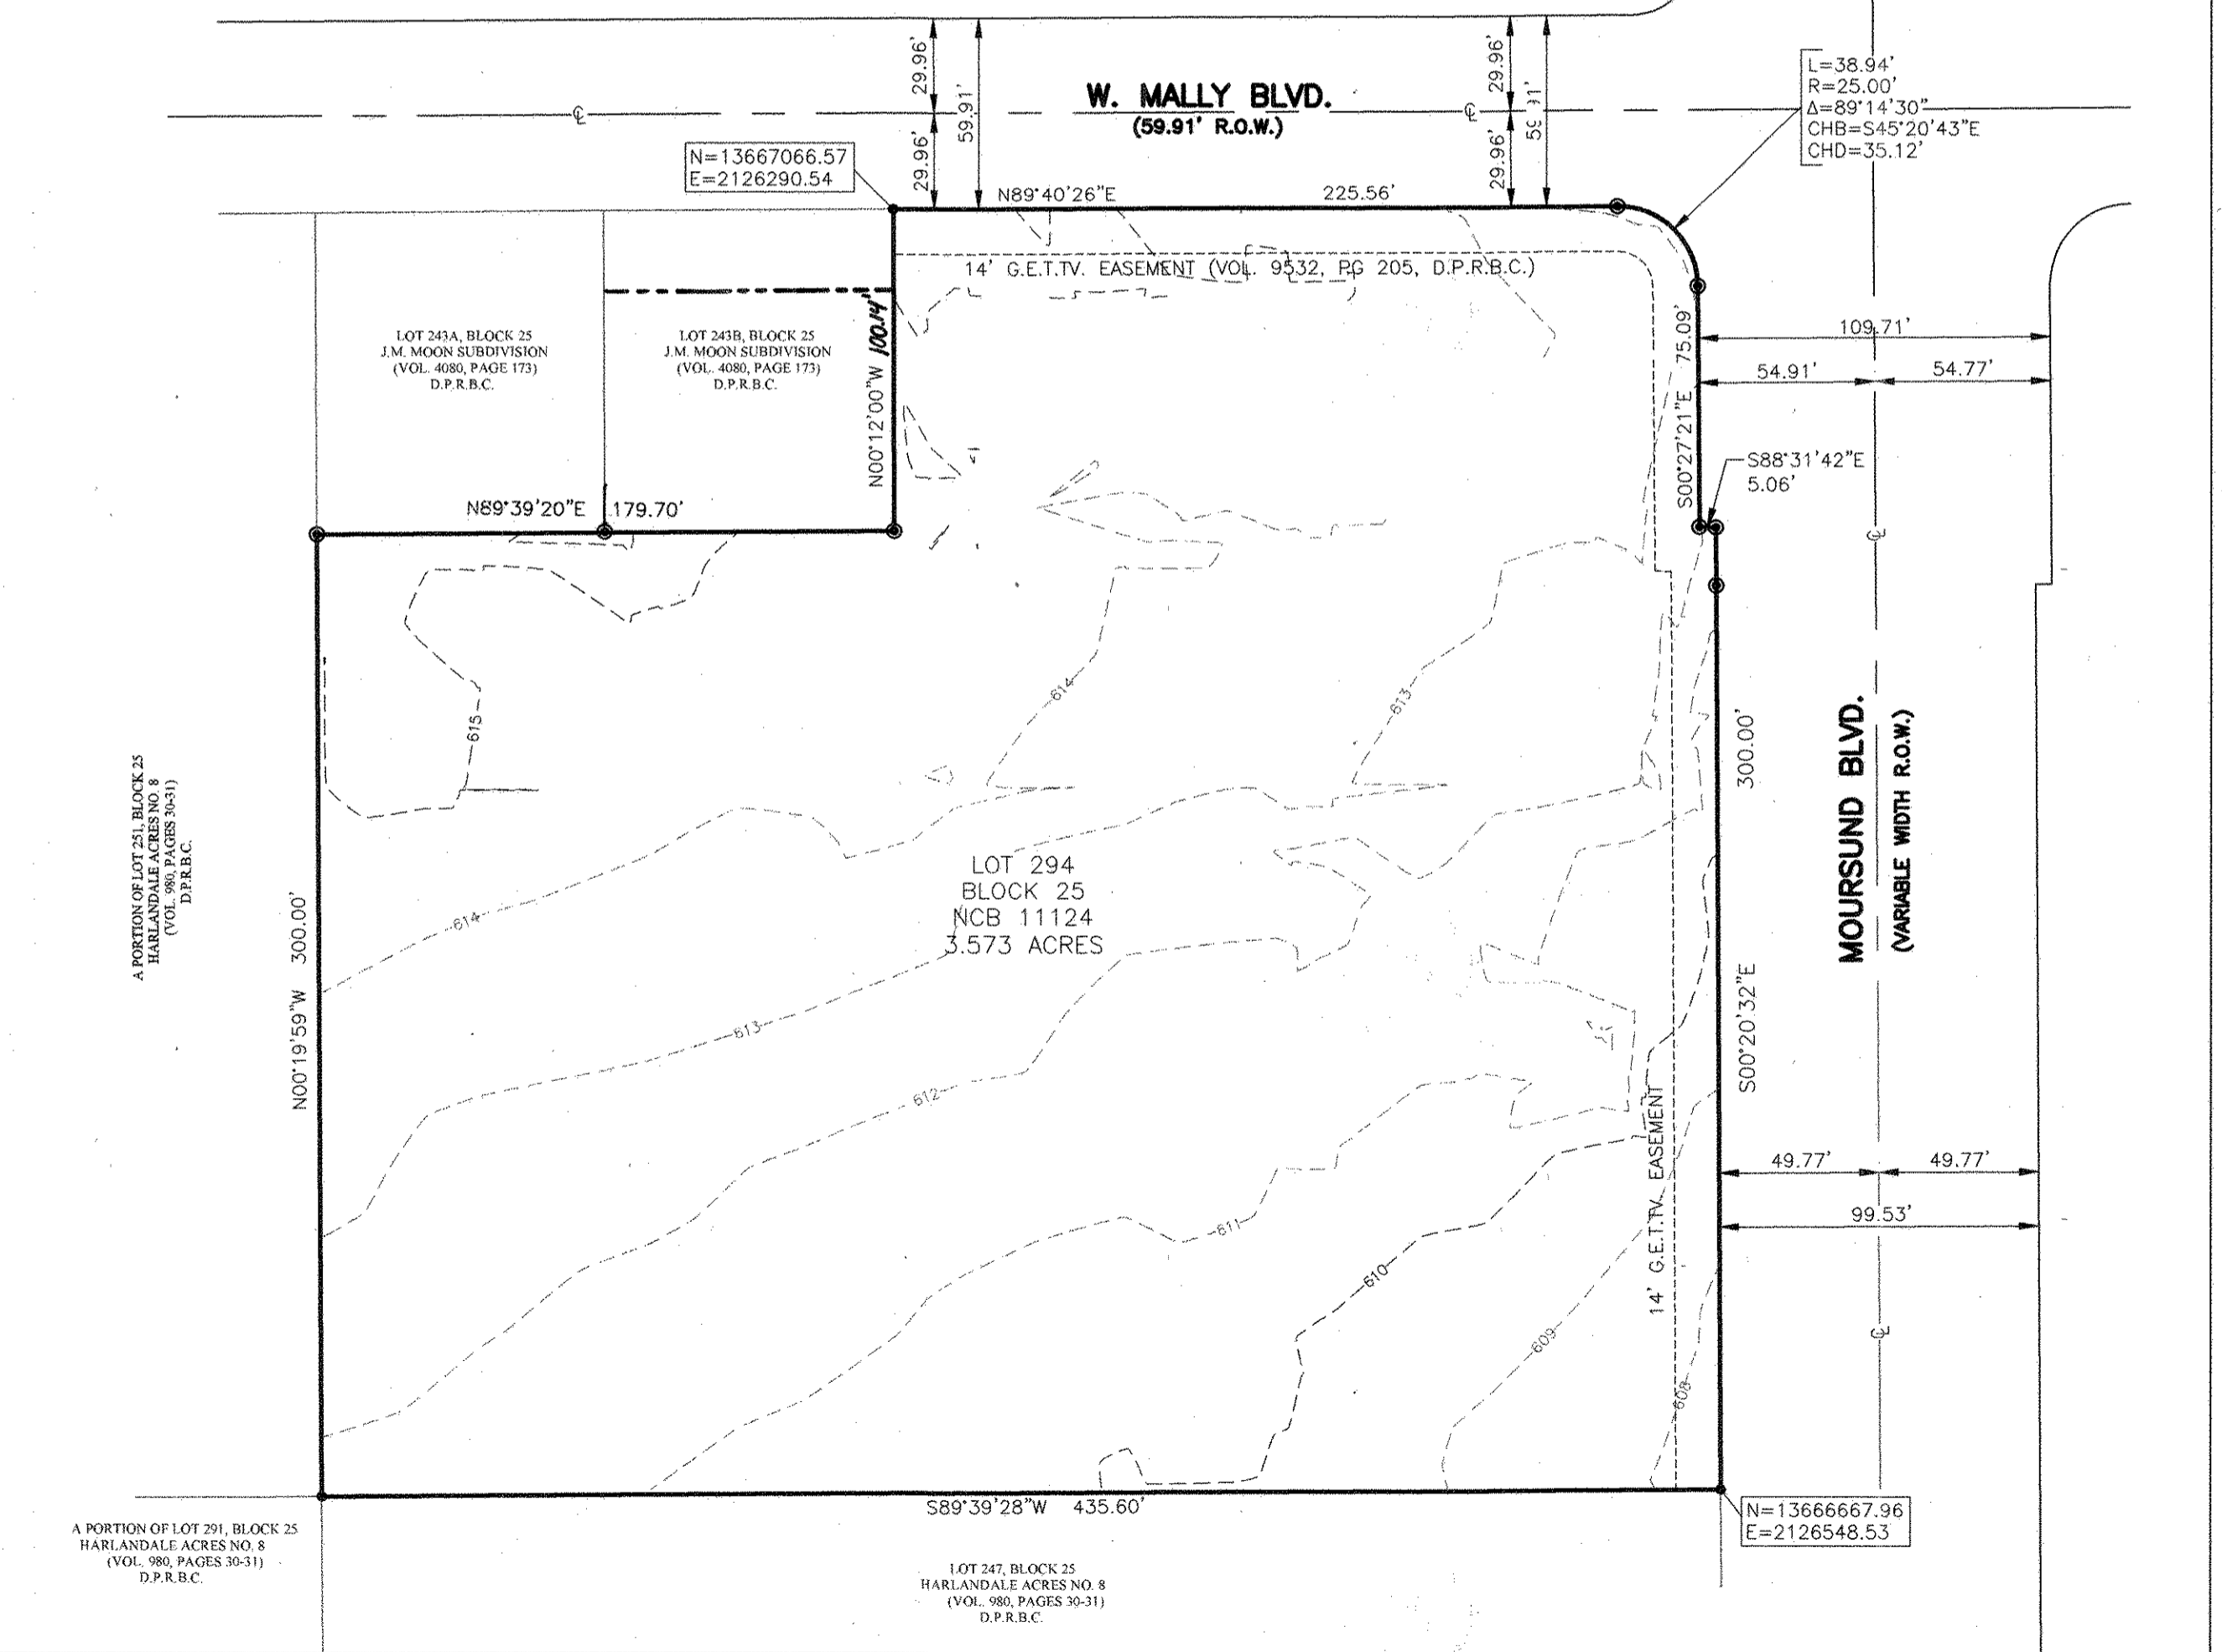 29.96'
59.91'
29.96'
W. MALLY BLVD.
(59.91' R.O.W.)
29.96'
29.96'
L=38.94'
R=25.00'
Δ=89°14'30"
CHB=S45°20'43"E
CHD=35.12'
N=13667066.57
E=2126290.54
N89°40'26"E 225.56'
14' G.E.T.TV. EASEMENT (VOL. 9532, PG 205, D.P.R.B.C.)
LOT 243A, BLOCK 25
J.M. MOON SUBDIVISION
(VOL. 4080, PAGE 173)
D.P.R.B.C.
LOT 243B, BLOCK 25
J.M. MOON SUBDIVISION
(VOL. 4080, PAGE 173)
D.P.R.B.C.
N00°12'00"W 100.14'
S00°27'21"E 75.09'
109.71'
54.91' 54.77'
S88°31'42"E
5.06'
N89°39'20"E 179.70'
615
614
613
A PORTION OF LOT 251, BLOCK 25
HARLANDALE ACRES NO. 8
(VOL. 980, PAGES 30-31)
D.P.R.B.C.
N00°19'59"W 300.00'
LOT 294
BLOCK 25
NCB 11124
3.573 ACRES
614
613
612
611
610
609
608
14' G.E.T.TV. EASEMENT
S00°20'32"E 300.00'
MOURSUND BLVD.
(VARIABLE WIDTH R.O.W.)
49.77' 49.77'
99.53'
S89°39'28"W 435.60'
N=13666667.96
E=2126548.53
A PORTION OF LOT 291, BLOCK 25
HARLANDALE ACRES NO. 8
(VOL. 980, PAGES 30-31)
D.P.R.B.C.
LOT 247, BLOCK 25
HARLANDALE ACRES NO. 8
(VOL. 980, PAGES 30-31)
D.P.R.B.C.